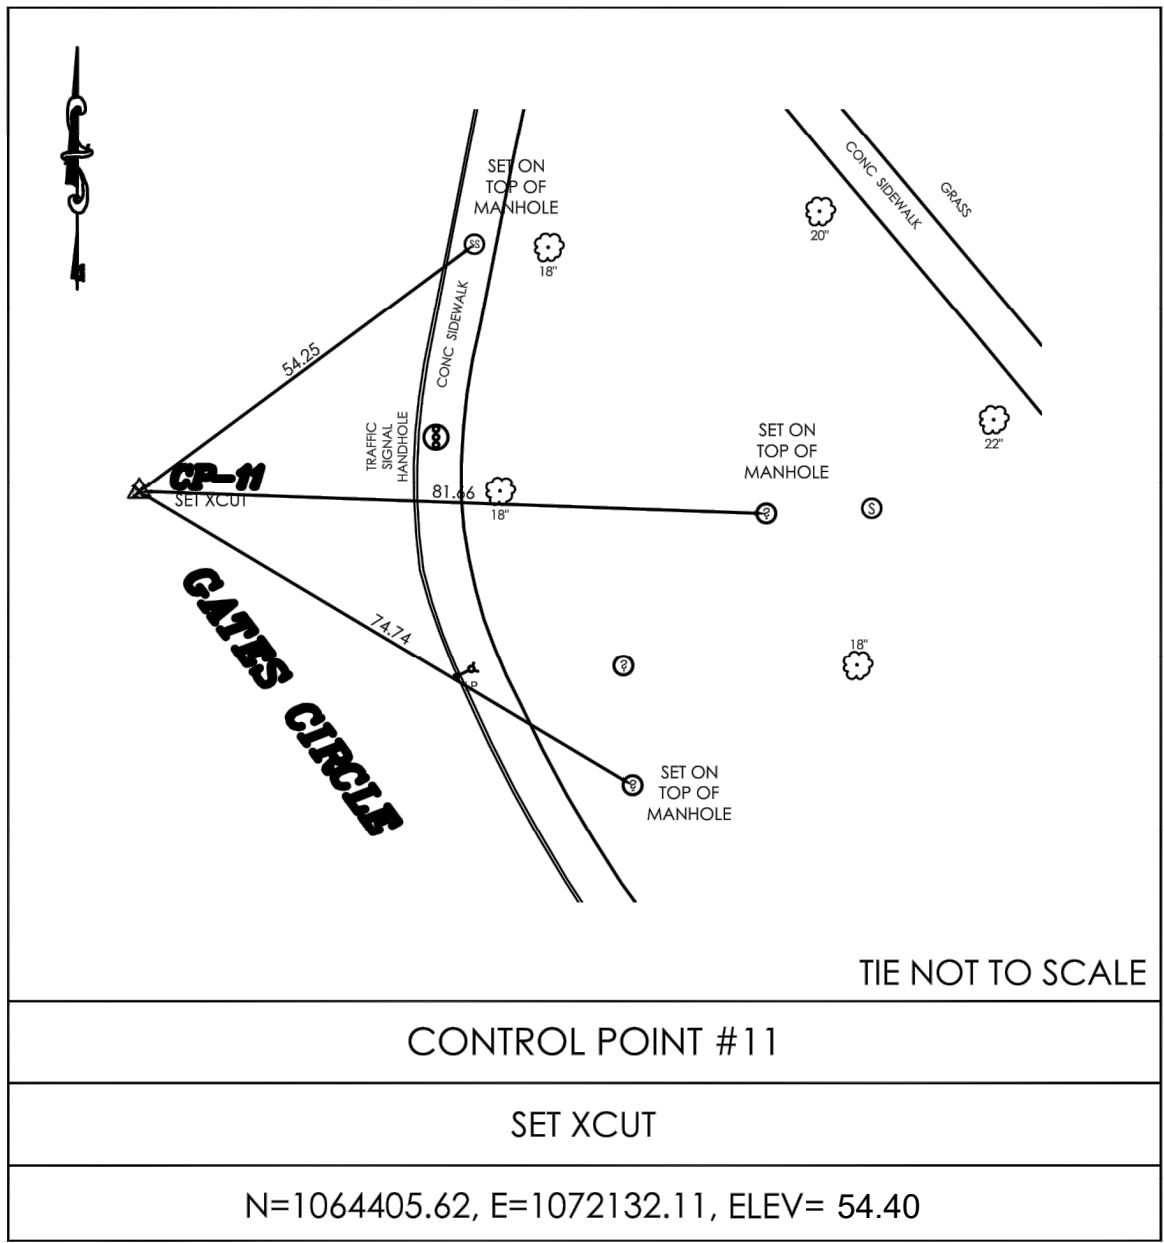 SET ON
TOP OF
MANHOLE
SS
18"
20"
CONC SIDEWALK
GRASS
CONC SIDEWALK
54.25
TRAFFIC
SIGNAL
HANDHOLE
22"
SET ON
TOP OF
MANHOLE
CP-11
SET XCUT
81.66
18"
?
S
GATES CIRCLE
74.74
LP
?
18"
?
SET ON
TOP OF
MANHOLE
TIE NOT TO SCALE
CONTROL POINT #11
SET XCUT
N=1064405.62, E=1072132.11, ELEV= 54.40